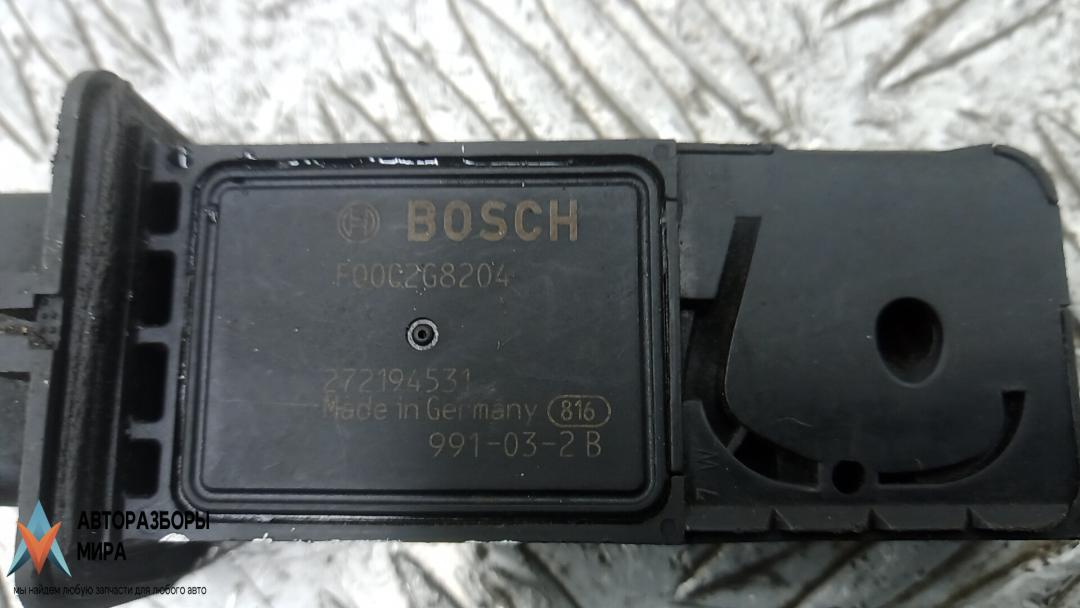 BOSCH
F00C2G8204
272194531
Made in Germany 816
991-03-2 B
7 W
АВТОРАЗБОРЫ
МИРА
мы найдем любую запчасти для любого авто